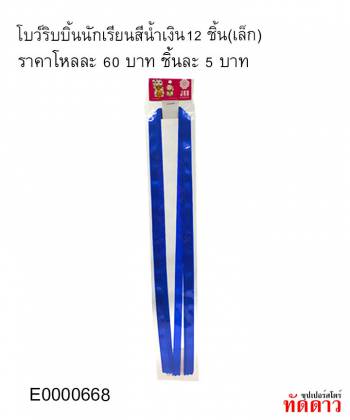 โบว์ริบบิ้นนักเรียนสีน้ำเงิน12 ชิ้น(เล็ก)
ราคาโหลละ 60 บาท ชิ้นละ 5 บาท
E0000668
ซุปเปอร์สโตร์
ทัดดาว